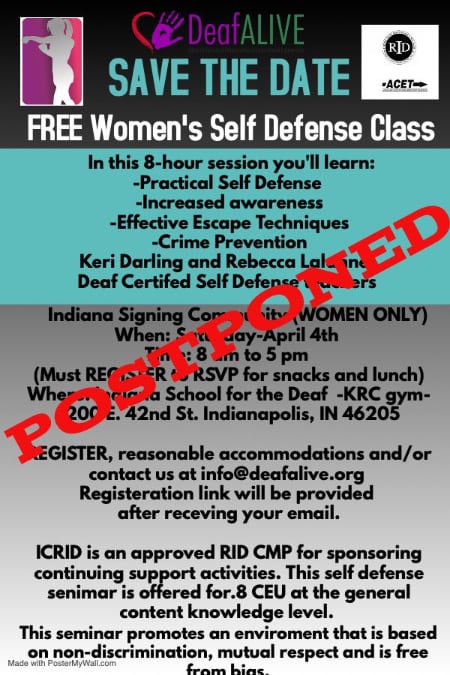 DeafALIVE
RID
ACET
SAVE THE DATE
FREE Women's Self Defense Class
In this 8-hour session you'll learn:
-Practical Self Defense
-Increased awareness
-Effective Escape Techniques
-Crime Prevention
Keri Darling and Rebecca
Deaf Certifed Self Defense
POSTPONED
Indiana Signing (WOMEN ONLY)
When: April 4th
8 to 5 pm
(Must REGISTER to RSVP for snacks and lunch)
Indiana School for the Deaf -KRC gym-
200 E. 42nd St. Indianapolis, IN 46205
REGISTER, reasonable accommodations and/or
contact us at info@deafalive.org
Registeration link will be provided
after receving your email.
ICRID is an approved RID CMP for sponsoring
continuing support activities. This self defense
senimar is offered for.8 CEU at the general
content knowledge level.
This seminar promotes an enviroment that is based
on non-discrimination, mutual respect and is free
from bias.
Made with PosterMyWall.com